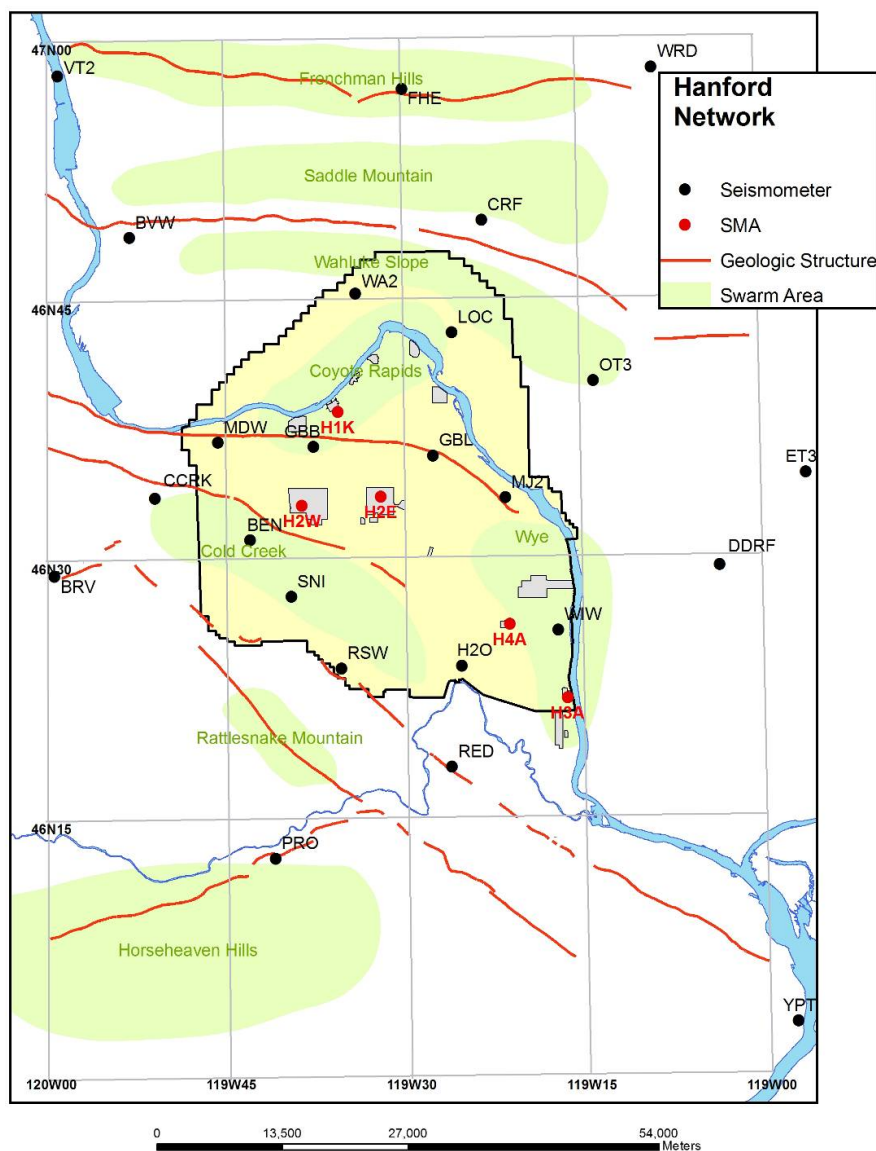 47N00
VT2
Frenchman Hills
FHE
WRD
Hanford
Network
Seismometer
SMA
Geologic Structure
Swarm Area
Saddle Mountain
CRF
BVW
Wahluke Slope
WA2
46N45
LOC
OT3
Coyote Rapids
H1K
MDW
GBB
GBL
ET3
CCRK
MJ2
H2W
H2E
BEN
Cold Creek
Wye
DDRF
46N30
BRV
SNI
H4A
WIW
RSW
H2O
H3A
Rattlesnake Mountain
RED
46N15
PRO
Horseheaven Hills
YPT
120W00
119W45
119W30
119W15
119W00
0
13,500
27,000
54,000
Meters